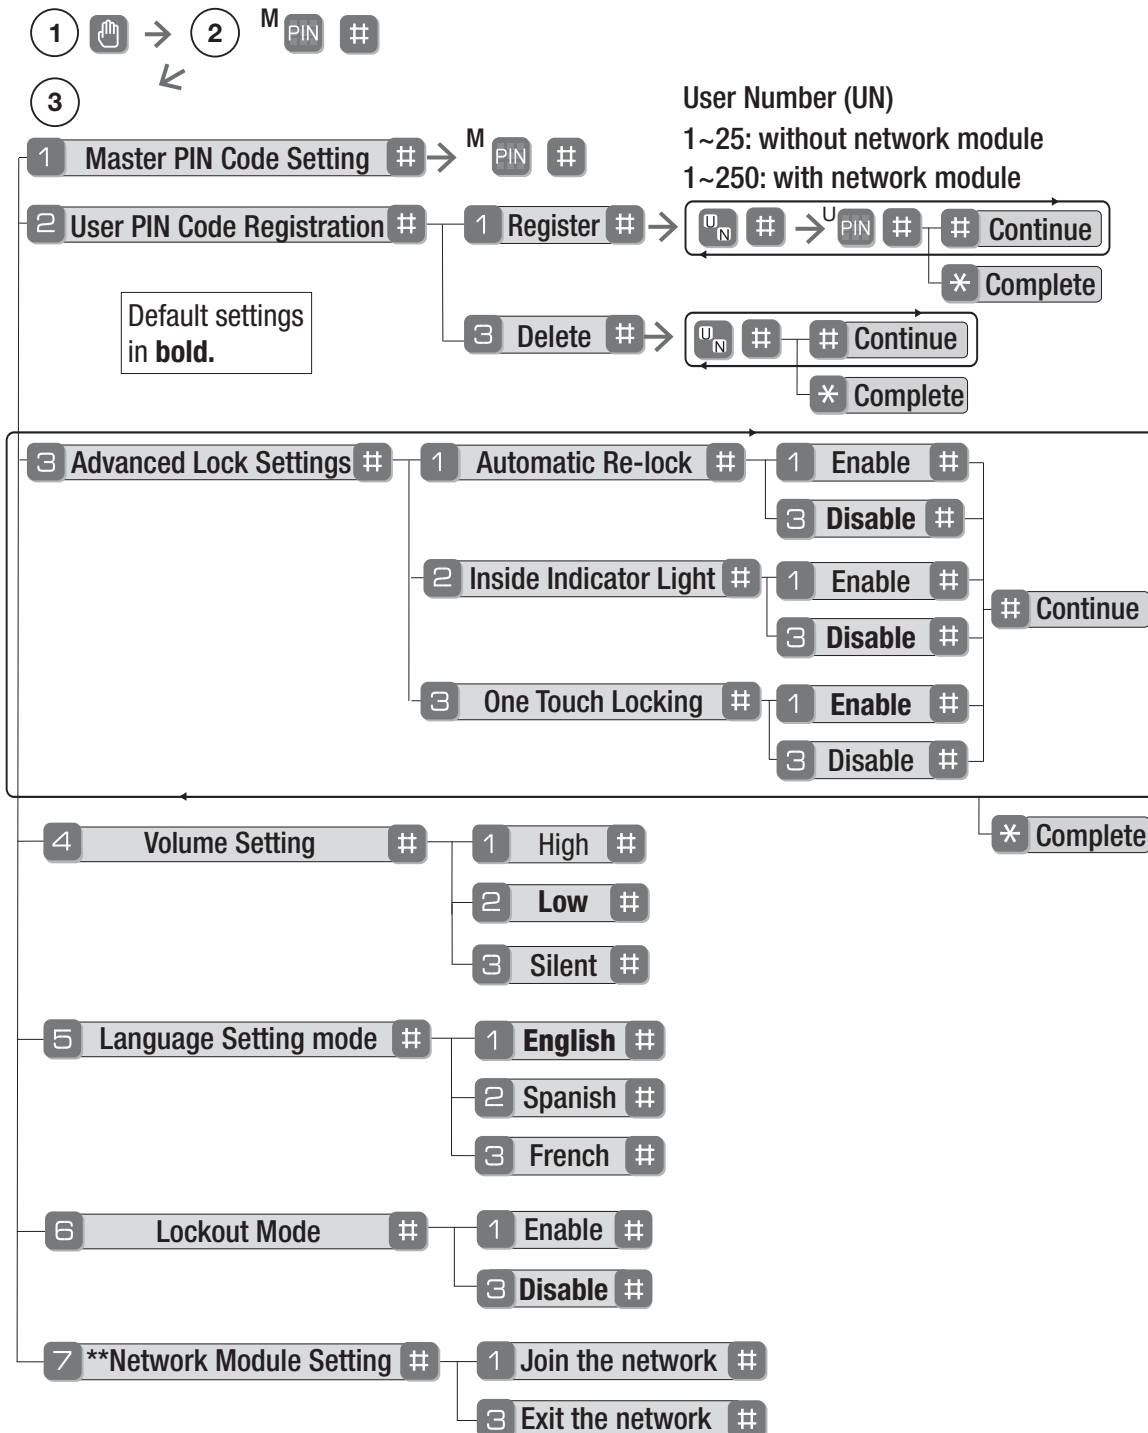 1 → 2 M PIN #
3
User Number (UN)
1~25: without network module
1~250: with network module
1 Master PIN Code Setting # → M PIN #
2 User PIN Code Registration # 1 Register # → UN # → U PIN # # Continue
* Complete
Default settings
in bold.
3 Delete # → UN # # Continue
* Complete
3 Advanced Lock Settings # 1 Automatic Re-lock # 1 Enable #
3 Disable #
2 Inside Indicator Light # 1 Enable #
# Continue
3 Disable #
3 One Touch Locking # 1 Enable #
3 Disable #
4 Volume Setting # 1 High #
* Complete
2 Low #
3 Silent #
5 Language Setting mode # 1 English #
2 Spanish #
3 French #
6 Lockout Mode # 1 Enable #
3 Disable #
7 **Network Module Setting # 1 Join the network #
3 Exit the network #